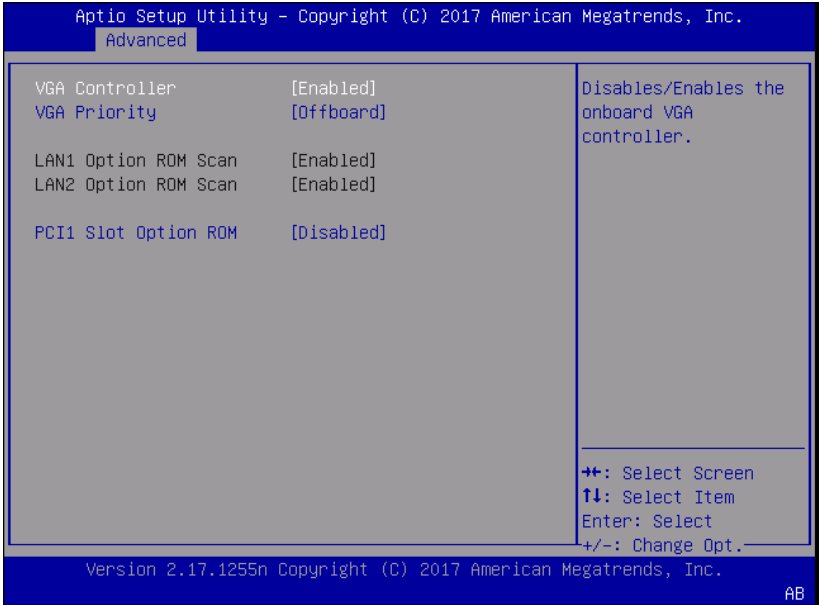 Aptio Setup Utility – Copyright (C) 2017 American Megatrends, Inc.
Advanced
VGA Controller [Enabled]
VGA Priority [Offboard]
LAN1 Option ROM Scan [Enabled]
LAN2 Option ROM Scan [Enabled]
PCI1 Slot Option ROM [Disabled]
Disables/Enables the
onboard VGA
controller.
→←: Select Screen
↑↓: Select Item
Enter: Select
+/-: Change Opt.
Version 2.17.1255n Copyright (C) 2017 American Megatrends, Inc.
AB